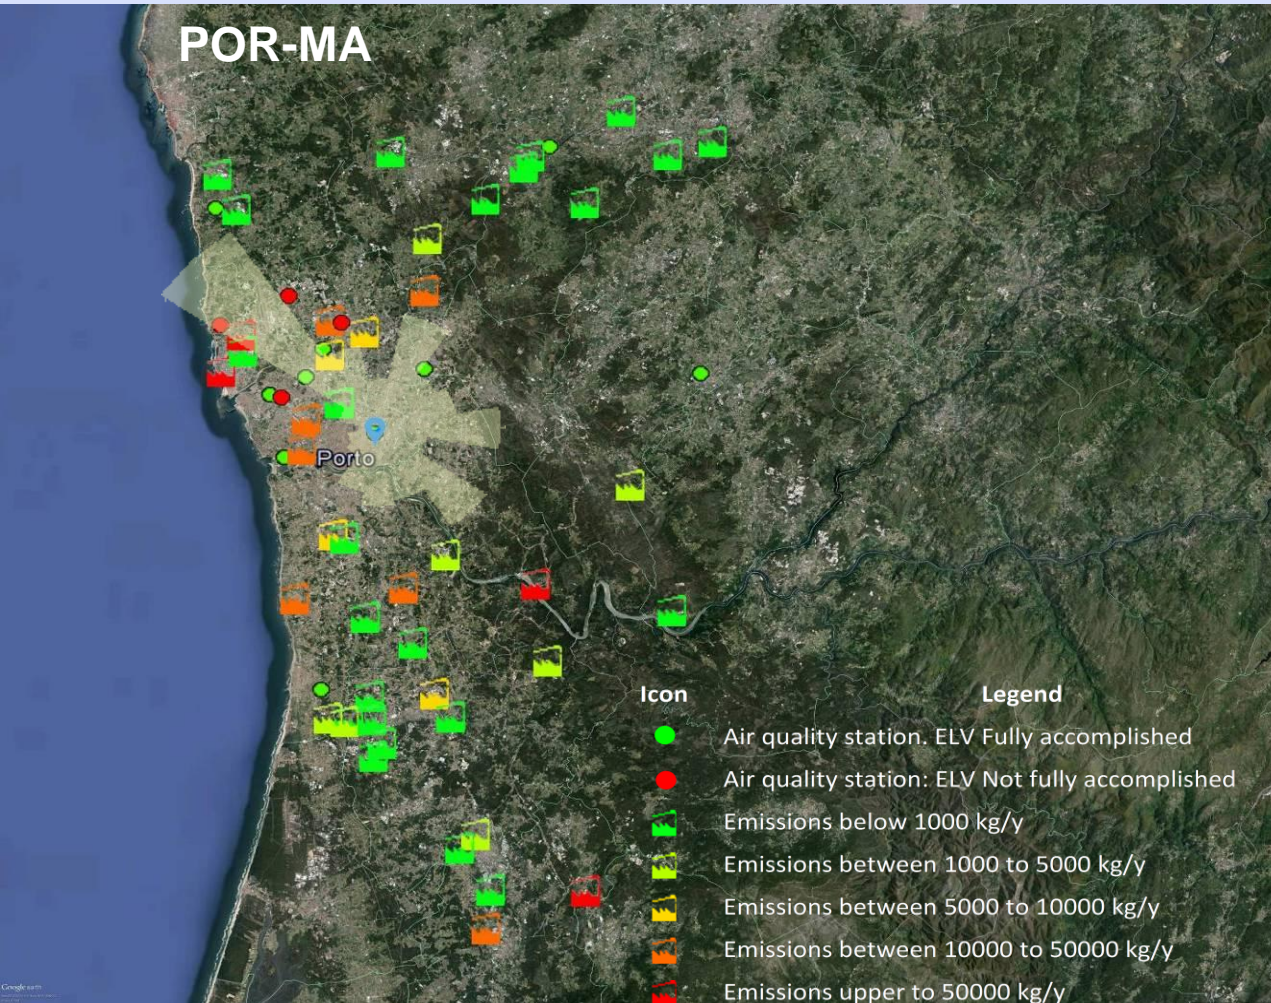 POR-MA
Porto
Icon Legend
Air quality station. ELV Fully accomplished
Air quality station: ELV Not fully accomplished
Emissions below 1000 kg/y
Emissions between 1000 to 5000 kg/y
Emissions between 5000 to 10000 kg/y
Emissions between 10000 to 50000 kg/y
Emissions upper to 50000 kg/y
Google earth